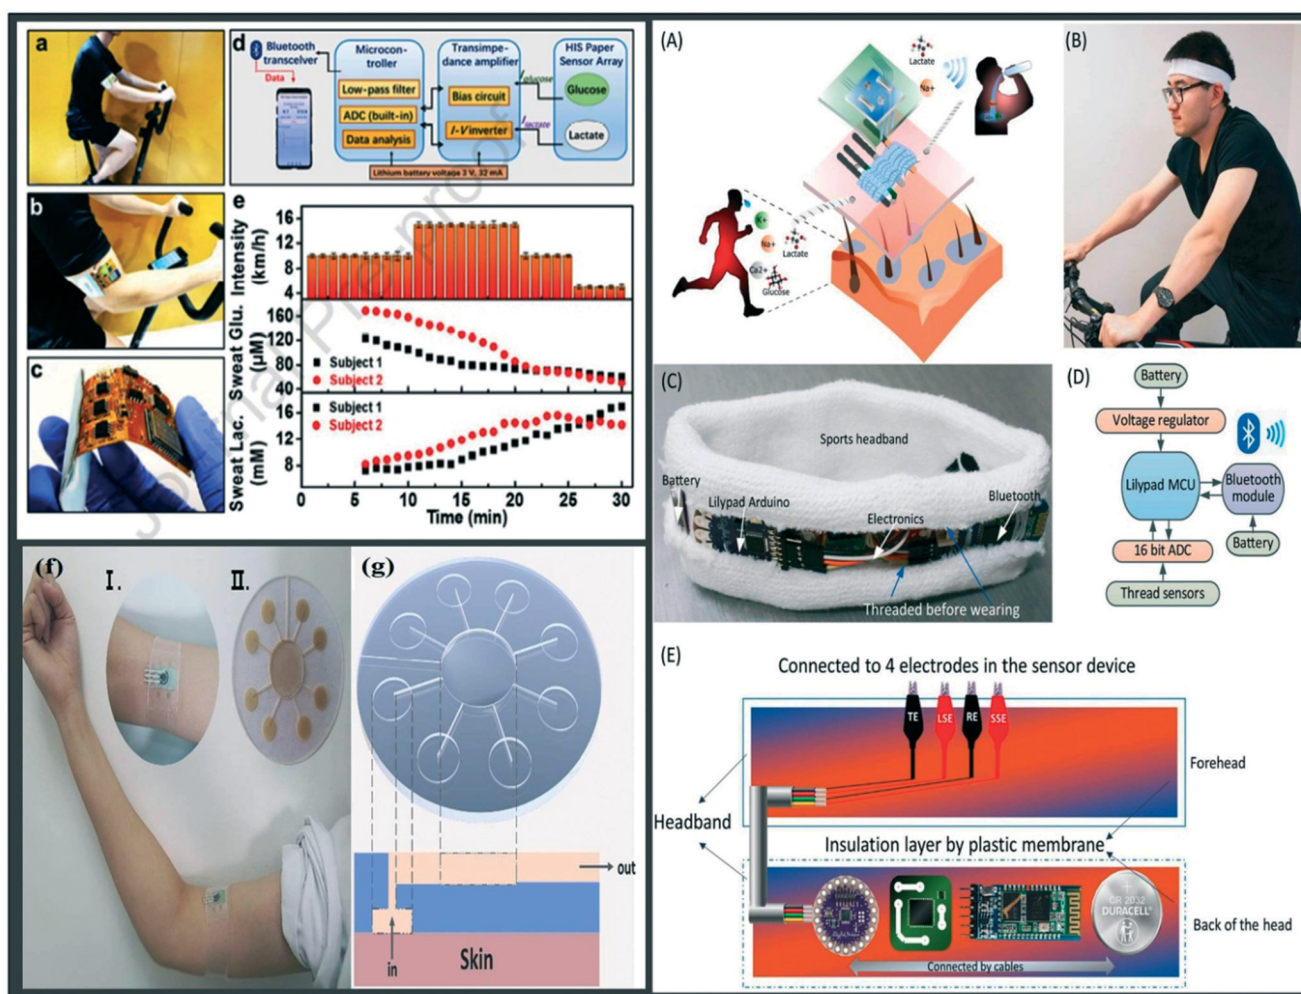 a
d
Bluetooth
transceiver
Data
Microcon-
troller
Low-pass filter
ADC (built-in)
Data analysis
Transimpe-
dance amplifier
Bias circuit
I-V inverter
Iglucose
Ilactate
HIS Paper
Sensor Array
Glucose
Lactate
Lithium battery voltage 3 V, 32 mA
b
c
e
Intensity
(km/h)
16
12
8
4
Sweat Glu.
(µM)
160
120
80
40
Subject 1
Subject 2
Sweat Lac.
(mM)
16
12
8
Subject 1
Subject 2
0 5 10 15 20 25 30
Time (min)
Journal Pre-proof
(f)
I.
II.
(g)
out
in
Skin
(A)
Lactate
Na+
K+
Na+
Lactate
Ca2+
Glucose
(B)
(C)
Sports headband
Battery
Lilypad Arduino
Electronics
Bluetooth
Threaded before wearing
(D)
Battery
Voltage regulator
Lilypad MCU
Bluetooth
module
16 bit ADC
Battery
Thread sensors
(E)
Connected to 4 electrodes in the sensor device
TE
LSE
RE
SSE
Forehead
Headband
Insulation layer by plastic membrane
CR 2032
DURACELL
Back of the head
Connected by cables